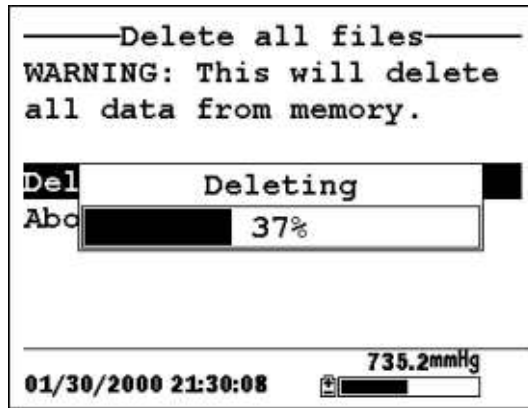 Delete all files
WARNING: This will delete
all data from memory.
Del
Deleting
Abo
37%
735.2mmHg
01/30/2000 21:30:08